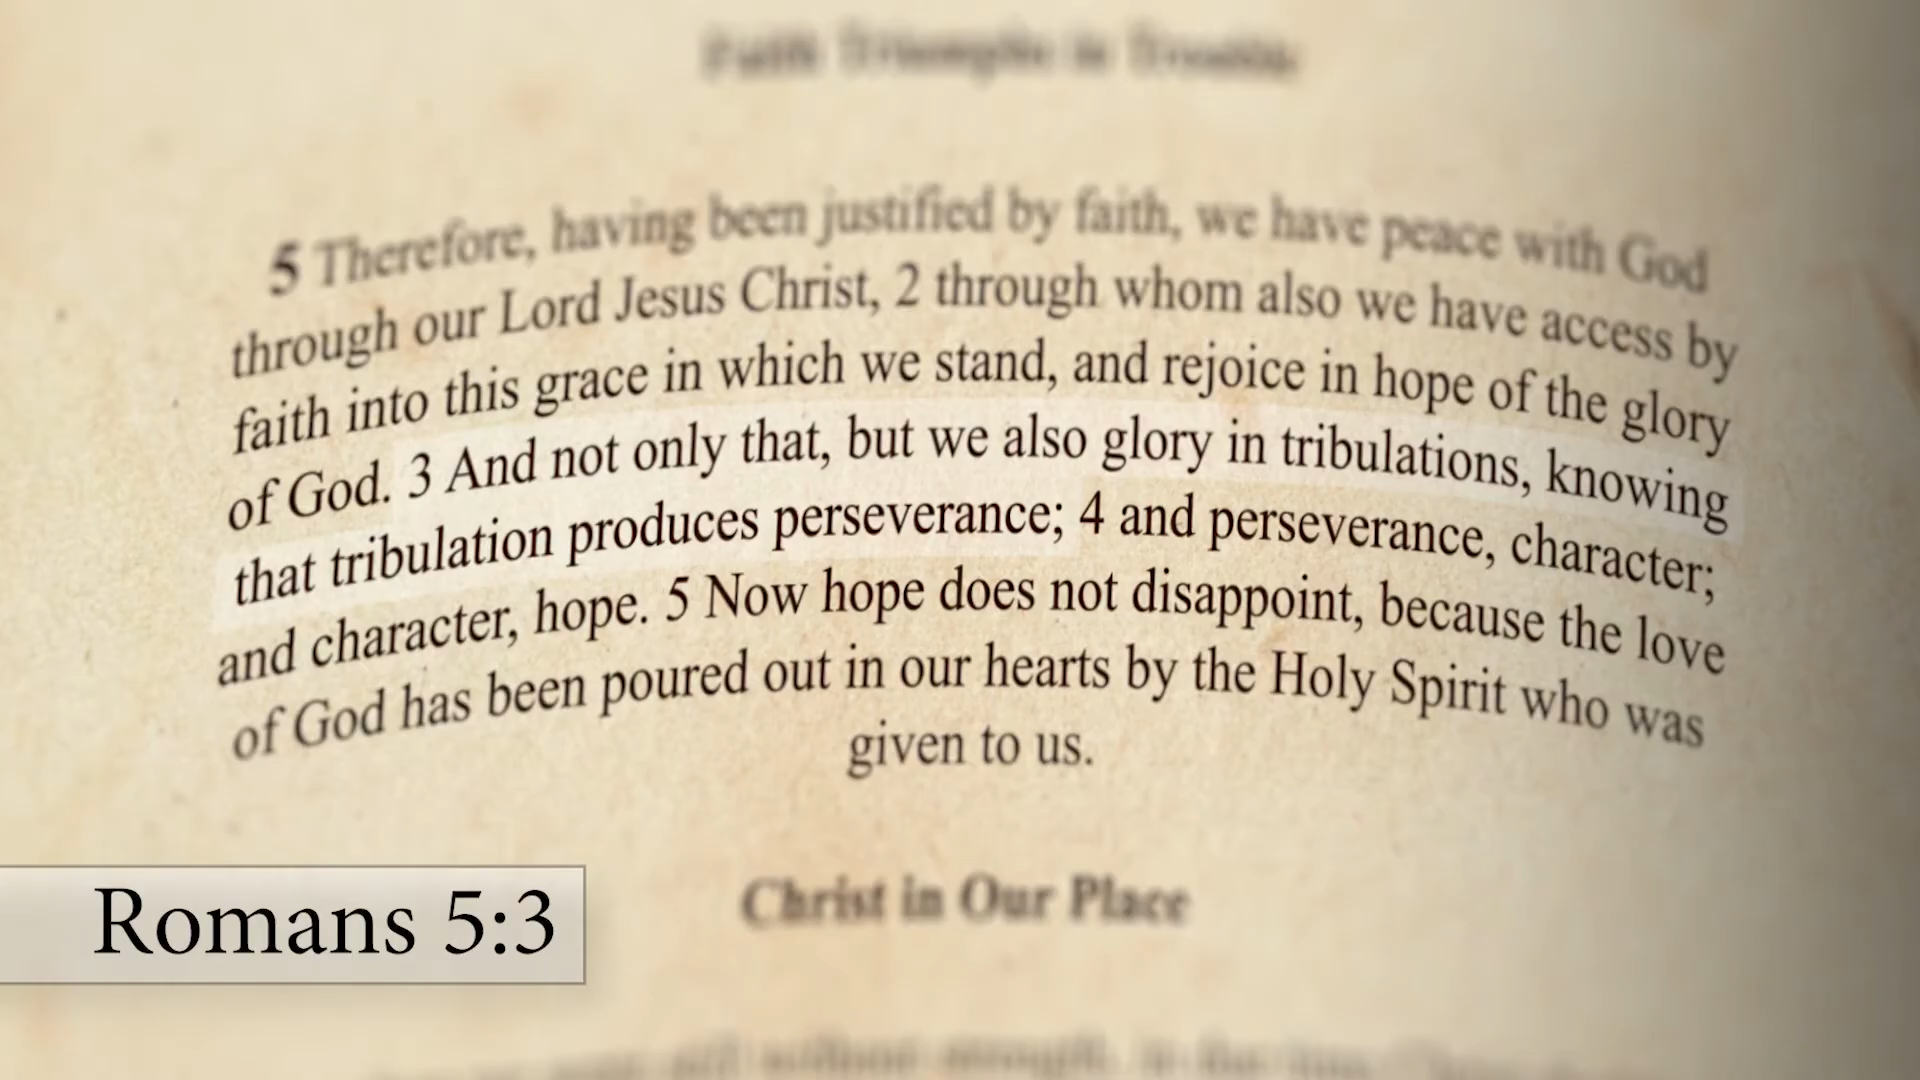 Faith Triumphs in Trouble
5 Therefore, having been justified by faith, we have peace with God
through our Lord Jesus Christ, 2 through whom also we have access by
faith into this grace in which we stand, and rejoice in hope of the glory
of God. 3 And not only that, but we also glory in tribulations, knowing
that tribulation produces perseverance; 4 and perseverance, character;
and character, hope. 5 Now hope does not disappoint, because the love
of God has been poured out in our hearts by the Holy Spirit who was
given to us.
Christ in Our Place
Romans 5:3